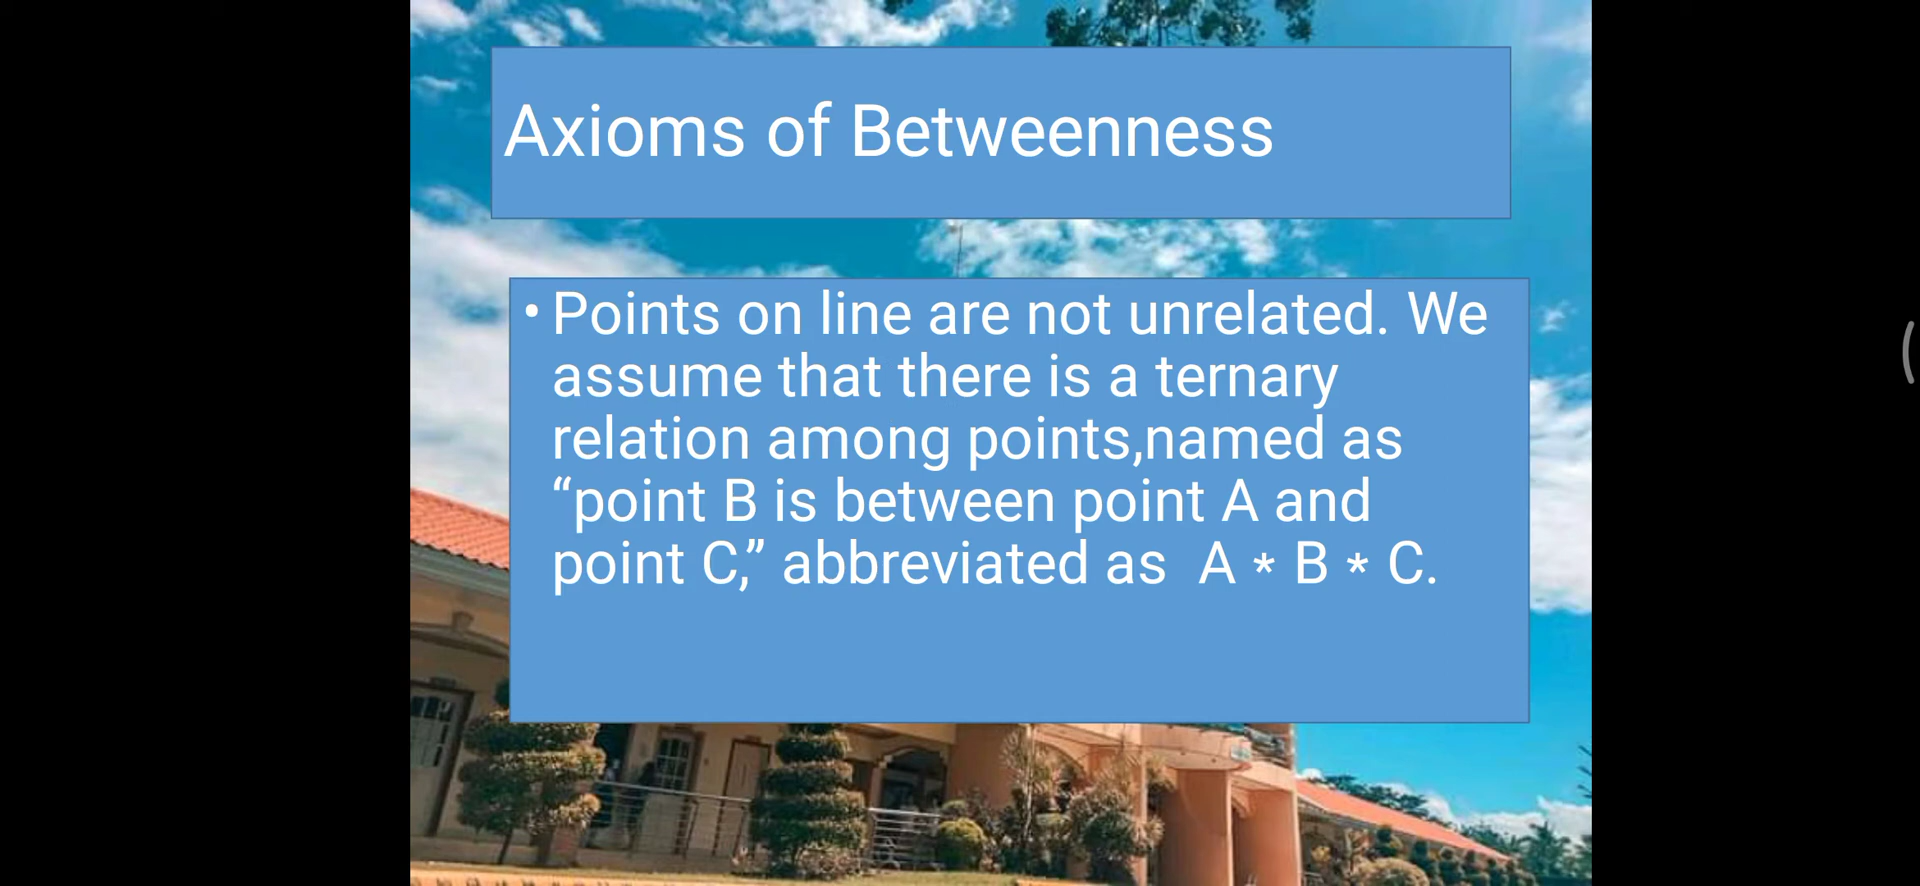 Axioms of Betweenness
• Points on line are not unrelated. We
assume that there is a ternary
relation among points,named as
“point B is between point A and
point C,” abbreviated as  A * B * C.